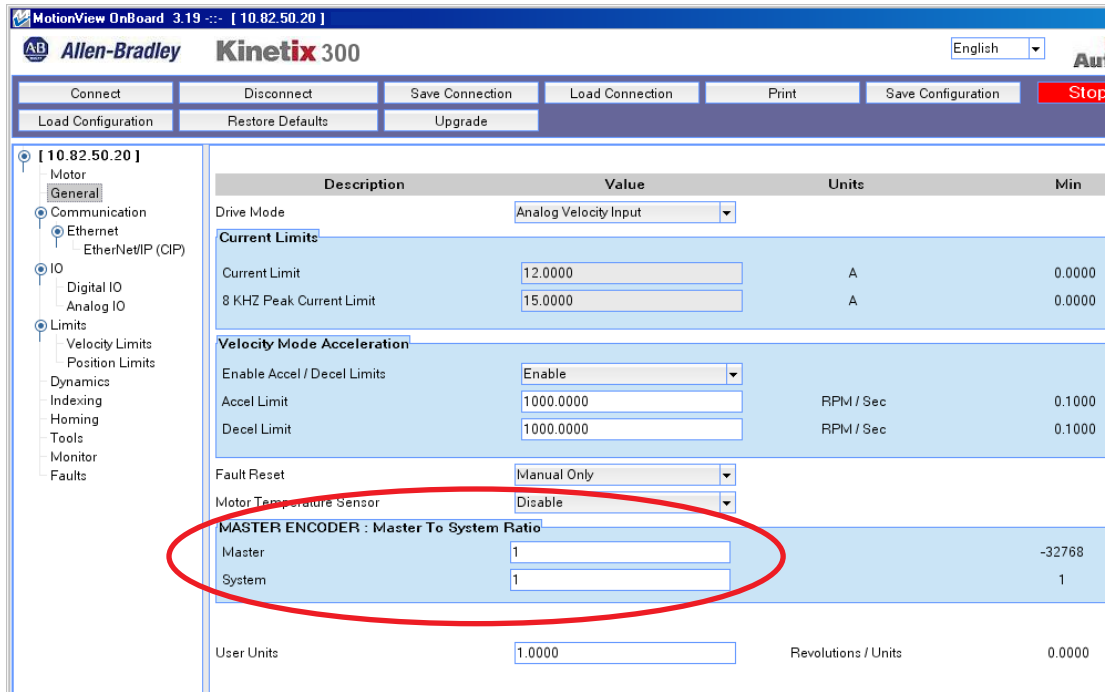 MotionView OnBoard 3.19 -::- [ 10.82.50.20 ]
AB Allen-Bradley Kinetix 300 English Aut
Connect Disconnect Save Connection Load Connection Print Save Configuration Stop
Load Configuration Restore Defaults Upgrade
[ 10.82.50.20 ]
Motor
General
Communication
Ethernet
EtherNet/IP (CIP)
IO
Digital IO
Analog IO
Limits
Velocity Limits
Position Limits
Dynamics
Indexing
Homing
Tools
Monitor
Faults
Description Value Units Min
Drive Mode Analog Velocity Input
Current Limits
Current Limit 12.0000 A 0.0000
8 KHZ Peak Current Limit 15.0000 A 0.0000
Velocity Mode Acceleration
Enable Accel / Decel Limits Enable
Accel Limit 1000.0000 RPM / Sec 0.1000
Decel Limit 1000.0000 RPM / Sec 0.1000
Fault Reset Manual Only
Motor Temperature Sensor Disable
MASTER ENCODER : Master To System Ratio
Master 1 -32768
System 1 1
User Units 1.0000 Revolutions / Units 0.0000